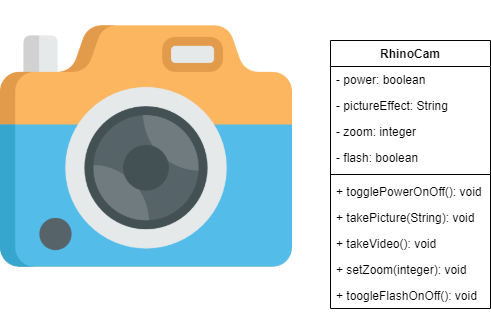 RhinoCam
- power: boolean
- pictureEffect: String
- zoom: integer
- flash: boolean
+ togglePowerOnOff(): void
+ takePicture(String): void
+ takeVideo(): void
+ setZoom(integer): void
+ toogleFlashOnOff(): void